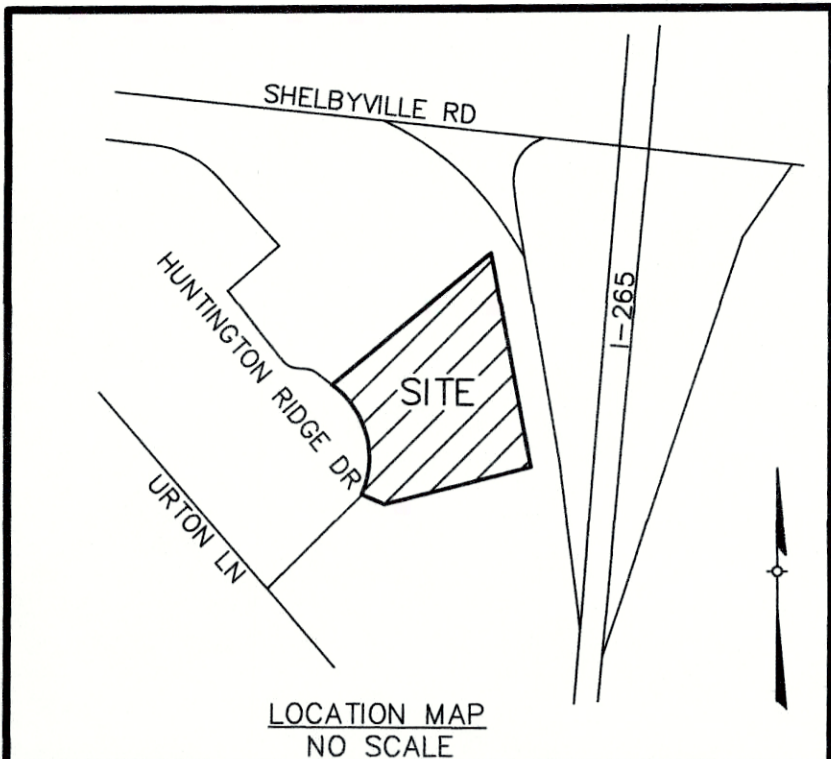 SHELBYVILLE RD
HUNTINGTON RIDGE DR
I-265
SITE
URTON LN
LOCATION MAP
NO SCALE